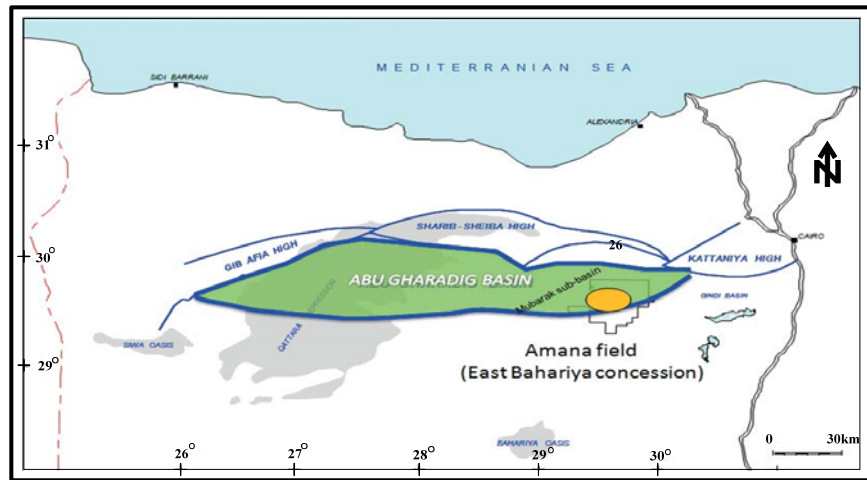 MEDITERRANIAN SEA
SIDI BARRANI
ALEXANDRIA
31°
N
SHARIB-SHEIBA HIGH
CAIRO
30°
GIB AFIA HIGH
26
KATTANIYA HIGH
ABU GHARADIG BASIN
Mubarak sub-basin
GINDI BASIN
QATTARA
SIWA OASIS
Amana field
(East Bahariya concession)
29°
BAHARIYA OASIS
0 30km
26° 27° 28° 29° 30°